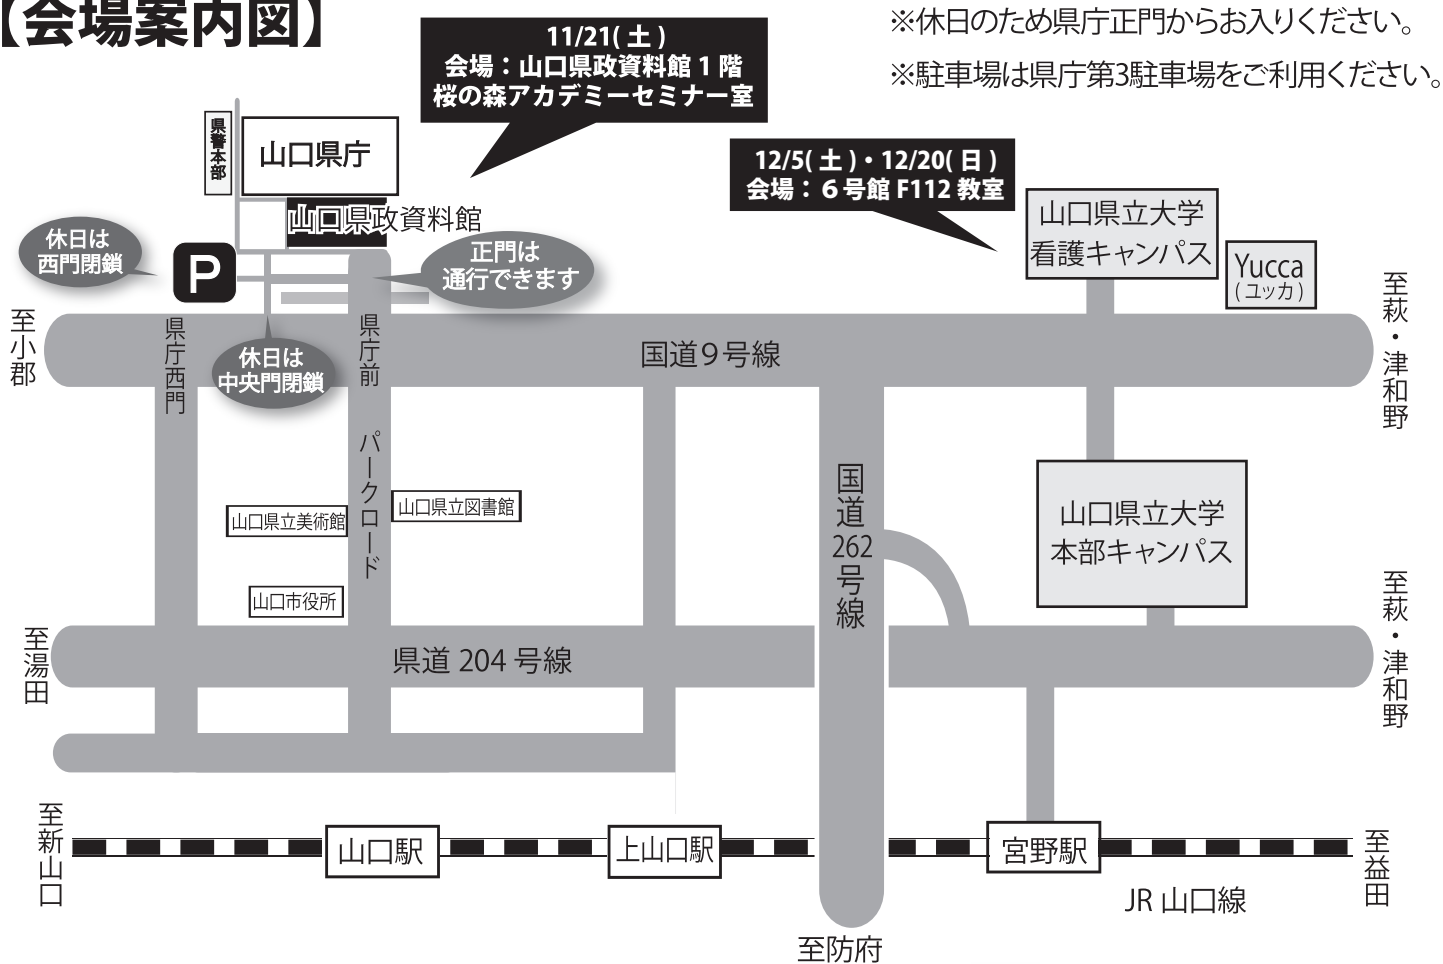 【会場案内図】
※休日のため県庁正門からお入りください。
※駐車場は県庁第3駐車場をご利用ください。
11/21(土)
会場：山口県政資料館1階
桜の森アカデミーセミナー室
12/5(土)・12/20(日)
会場：６号館F112教室
県警本部
山口県庁
山口県政資料館
休日は
西門閉鎖
P
正門は
通行できます
山口県立大学
看護キャンパス
Yucca
(ユッカ)
至小郡
県庁西門
休日は
中央門閉鎖
県庁前
国道９号線
至萩・津和野
パークロード
山口県立美術館
山口県立図書館
山口市役所
国道262号線
山口県立大学
本部キャンパス
至湯田
県道 204 号線
至萩・津和野
至新山口
山口駅
上山口駅
宮野駅
至益田
JR 山口線
至防府